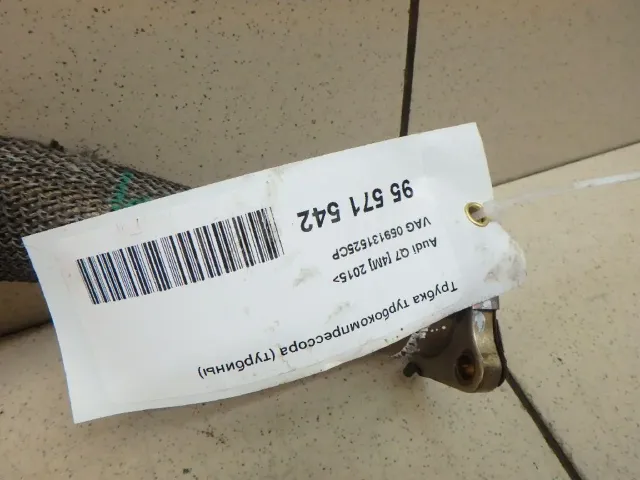 Трубка турбокомпрессора (турбины)
Audi Q7 [4M] 2015>
VAG 059131525CP
95 571 542